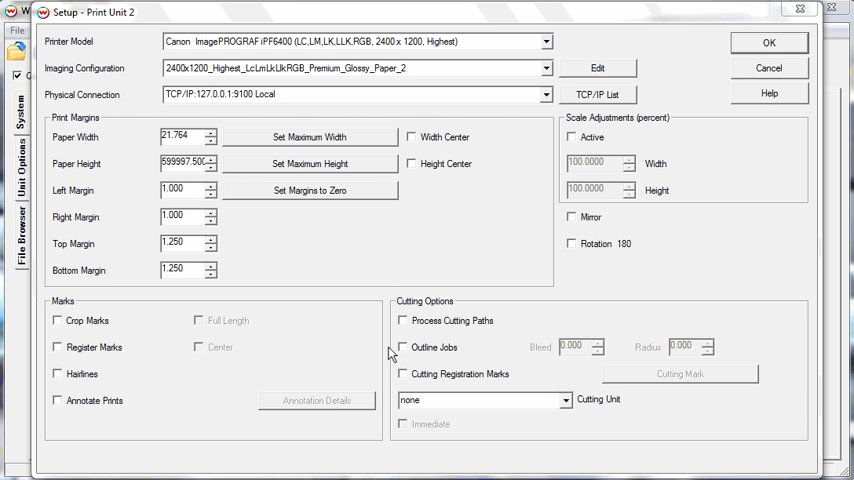 Setup - Print Unit 2
W
File
System
Unit Options
File Browser
Printer Model
Canon ImagePROGRAF iPF6400 (LC,LM,LK,LLK,RGB, 2400 x 1200, Highest)
OK
Imaging Configuration
2400x1200_Highest_LcLmLkLlkRGB_Premium_Glossy_Paper_2
Edit
Cancel
Physical Connection
TCP/IP:127.0.0.1:9100 Local
TCP/IP List
Help
Print Margins
Paper Width
21.764
Set Maximum Width
Width Center
Paper Height
599997.500
Set Maximum Height
Height Center
Left Margin
1.000
Set Margins to Zero
Right Margin
1.000
Top Margin
1.250
Bottom Margin
1.250
Scale Adjustments (percent)
Active
100.0000
Width
100.0000
Height
Mirror
Rotation 180
Marks
Crop Marks
Full Length
Register Marks
Center
Hairlines
Annotate Prints
Annotation Details
Cutting Options
Process Cutting Paths
Outline Jobs
Bleed
0.000
Radius
0.000
Cutting Registration Marks
Cutting Mark
none
Cutting Unit
Immediate